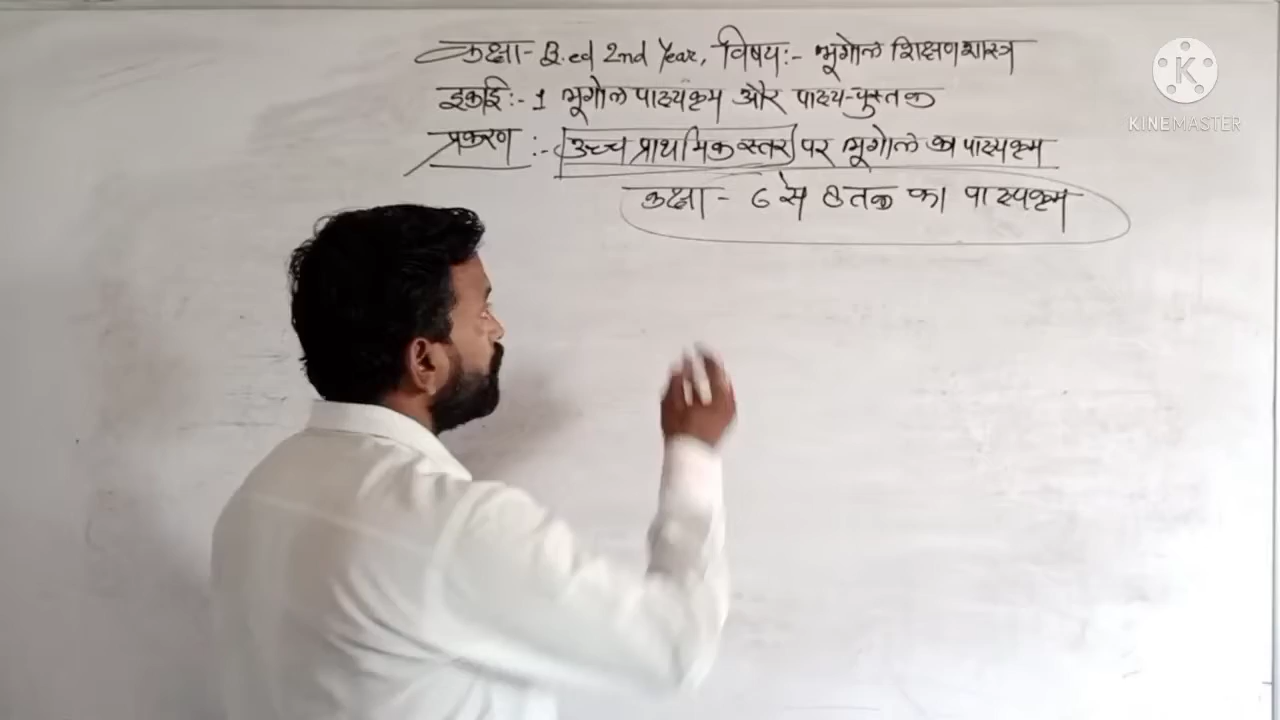 कक्षा- B.ed 2nd Year, विषय:- भूगोल शिक्षणशास्त्र
इकाई:- 1 भूगोल पाठ्यक्रम और पाठ्य-पुस्तक
प्रकरण :- उच्च प्राथमिक स्तर पर भूगोल का पाठ्यक्रम
कक्षा - 6 से 8 तक का पाठ्यक्रम
K
KINEMASTER